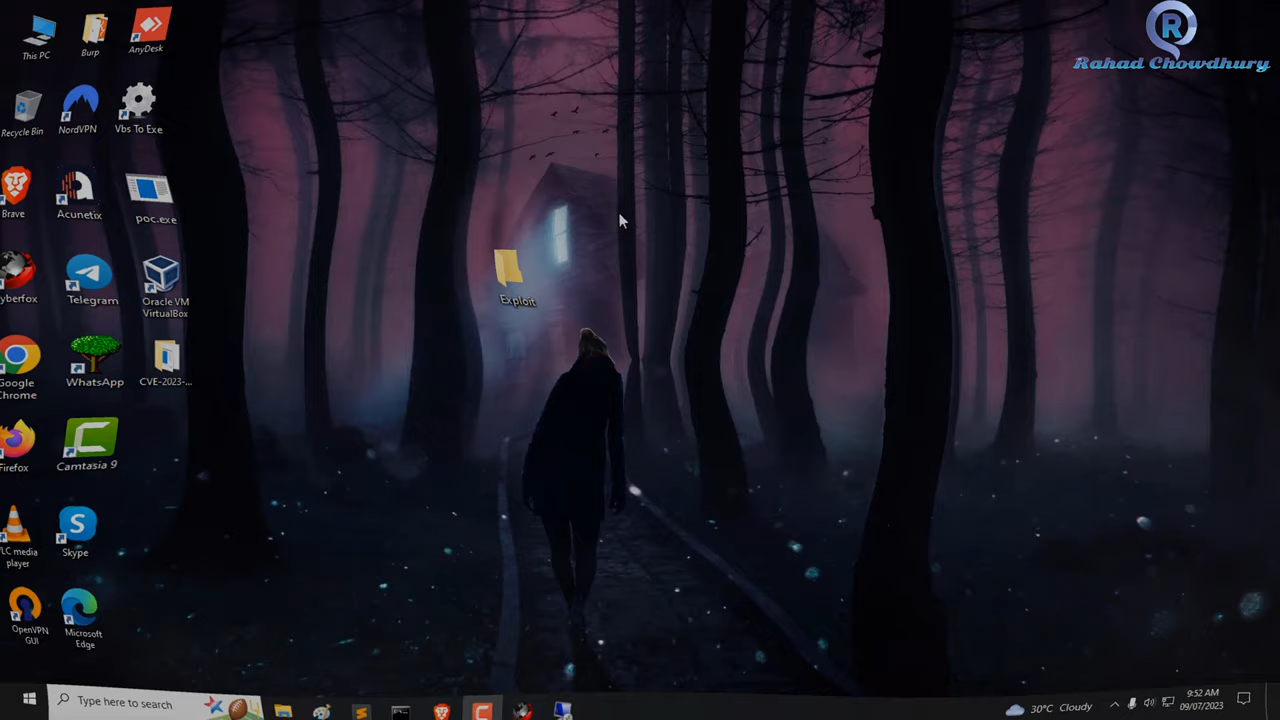 Rahad Chowdhury
This PC
Burp
AnyDesk
Recycle Bin
NordVPN
Vbs To Exe
Brave
Acunetix
poc.exe
yberfox
Telegram
Oracle VM
VirtualBox
Google
Chrome
WhatsApp
CVE-2023-...
Firefox
Camtasia 9
VLC media
player
Skype
OpenVPN
GUI
Microsoft
Edge
Exploit
Type here to search
30°C Cloudy
9:52 AM
09/07/2023